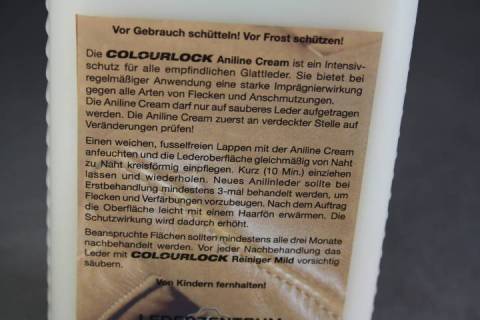 Vor Gebrauch schütteln! Vor Frost schützen!
Die COLOURLOCK Aniline Cream ist ein Intensiv-
schutz für alle empfindlichen Glattleder. Sie bietet bei
regelmäßiger Anwendung eine starke Imprägnierwirkung
gegen alle Arten von Flecken und Anschmutzungen.
Die Aniline Cream darf nur auf sauberes Leder aufgetragen
werden. Die Aniline Cream zuerst an verdeckter Stelle auf
Veränderungen prüfen!
Einen weichen, fusselfreien Lappen mit der Aniline Cream
anfeuchten und die Lederoberfläche gleichmäßig von Naht
zu Naht kreisförmig einpflegen. Kurz (10 Min.) einziehen
lassen und wiederholen. Neues Anilinleder sollte bei
Erstbehandlung mindestens 3-mal behandelt werden, um
Flecken und Verfärbungen vorzubeugen. Nach dem Auftrag
die Oberfläche leicht mit einem Haarfön erwärmen. Die
Schutzwirkung wird dadurch erhöht.
Beanspruchte Flächen sollten mindestens alle drei Monate
nachbehandelt werden. Vor jeder Nachbehandlung das
Leder mit COLOURLOCK Reiniger Mild vorsichtig
säubern.
Von Kindern fernhalten!
LEDERZENTRUM